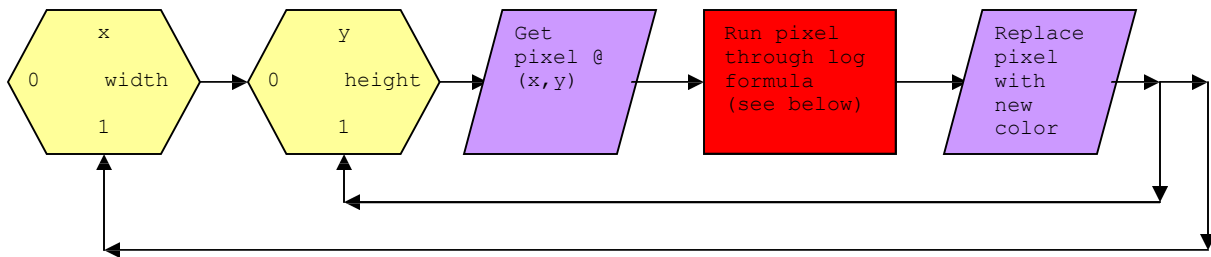 x
0 width
1
y
0 height
1
Get
pixel @
(x,y)
Run pixel
through log
formula
(see below)
Replace
pixel
with
new
color